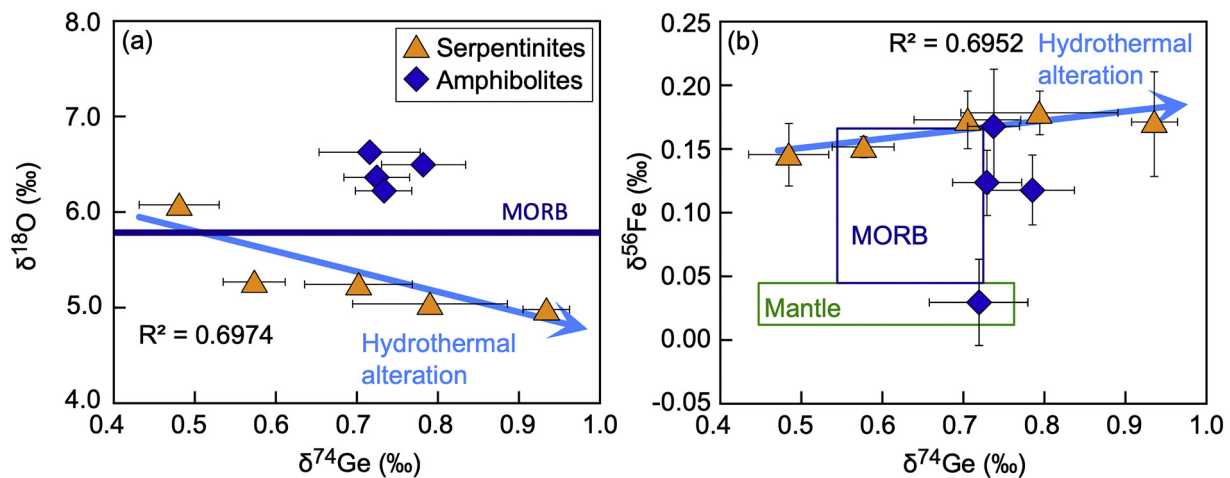 (a)
Serpentinites
Amphibolites
8.0
7.0
6.0
5.0
4.0
δ¹⁸O (‰)
MORB
R² = 0.6974
Hydrothermal
alteration
0.4 0.5 0.6 0.7 0.8 0.9 1.0
δ⁷⁴Ge (‰)
(b)
R² = 0.6952
Hydrothermal
alteration
0.25
0.20
0.15
0.10
0.05
0.00
-0.05
δ⁵⁶Fe (‰)
MORB
Mantle
0.4 0.5 0.6 0.7 0.8 0.9 1.0
δ⁷⁴Ge (‰)